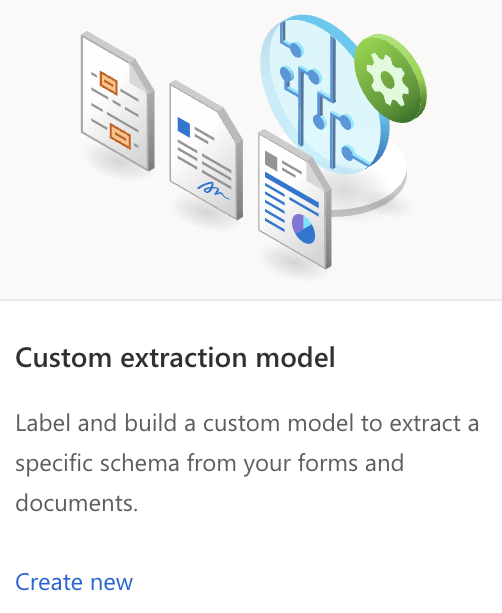 Custom extraction model
Label and build a custom model to extract a
specific schema from your forms and
documents.
Create new